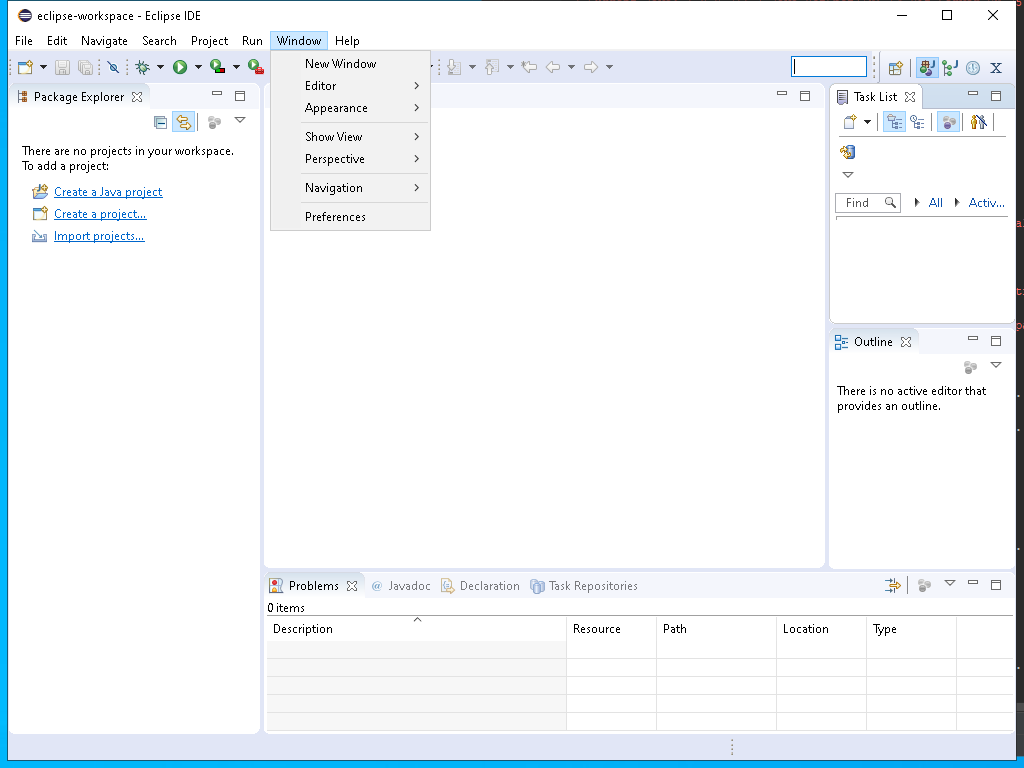 eclipse-workspace - Eclipse IDE
File Edit Navigate Search Project Run Window Help
New Window
Editor
Appearance
Show View
Perspective
Navigation
Preferences
Package Explorer
There are no projects in your workspace.
To add a project:
Create a Java project
Create a project...
Import projects...
Task List
Find All Activ...
Outline
There is no active editor that
provides an outline.
Problems @ Javadoc Declaration Task Repositories
0 items
Description Resource Path Location Type